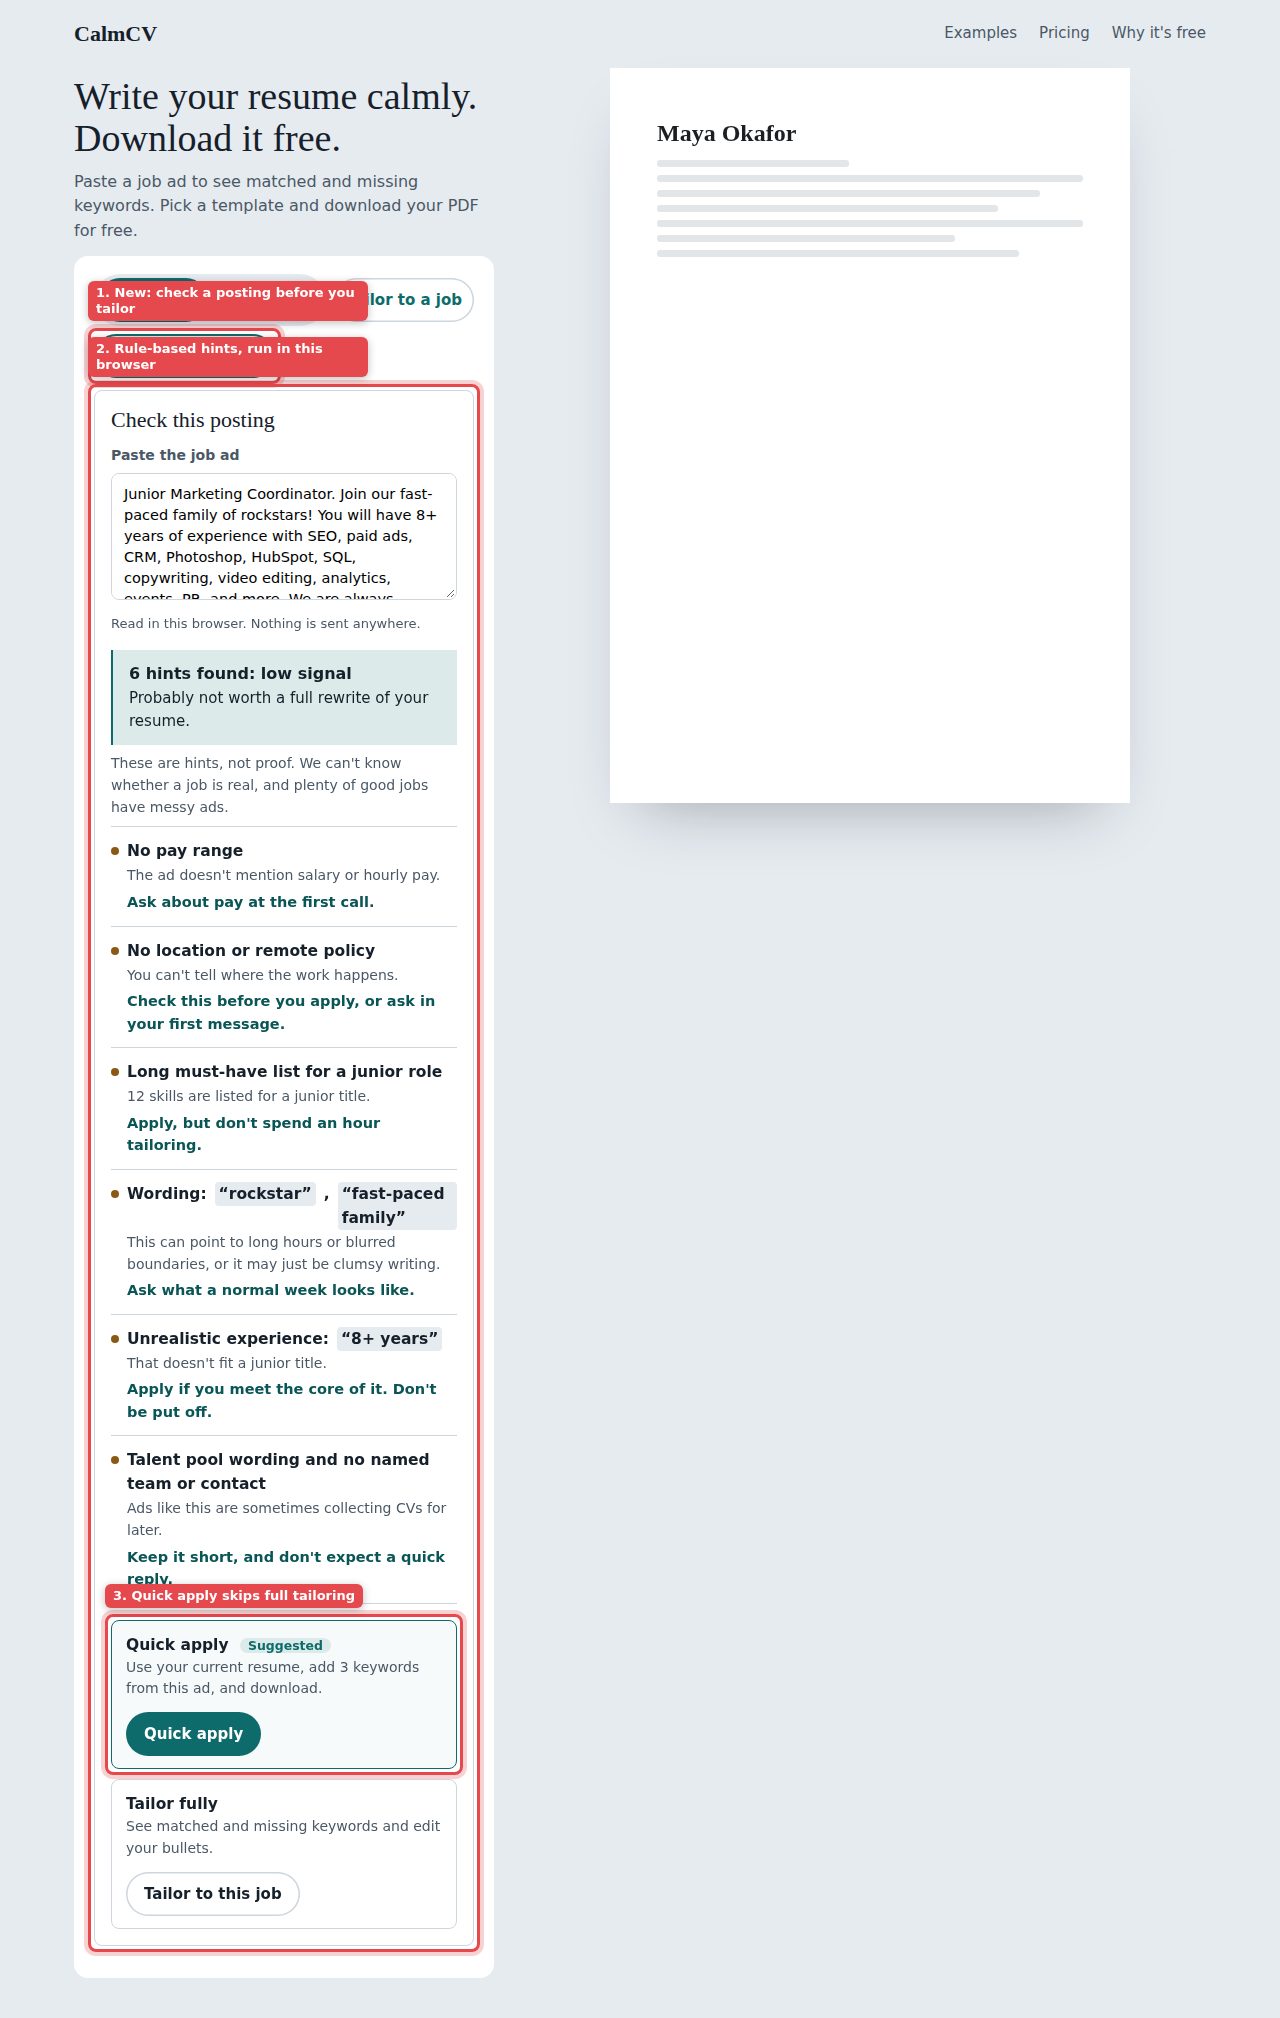 CalmCV
Examples
Pricing
Why it's free
Write your resume calmly.
Download it free.
Paste a job ad to see matched and missing
keywords. Pick a template and download your PDF
for free.
1. New: check a posting before you
tailor
to a job
2. Rule-based hints, run in this
browser
Check this posting
Paste the job ad
Junior Marketing Coordinator. Join our fast-
paced family of rockstars! You will have 8+
years of experience with SEO, paid ads,
CRM, Photoshop, HubSpot, SQL,
copywriting, video editing, analytics,
events, PR, and more. We are always
Read in this browser. Nothing is sent anywhere.
6 hints found: low signal
Probably not worth a full rewrite of your
resume.
These are hints, not proof. We can't know
whether a job is real, and plenty of good jobs
have messy ads.
No pay range
The ad doesn't mention salary or hourly pay.
Ask about pay at the first call.
No location or remote policy
You can't tell where the work happens.
Check this before you apply, or ask in
your first message.
Long must-have list for a junior role
12 skills are listed for a junior title.
Apply, but don't spend an hour
tailoring.
Wording: “rockstar” , “fast-paced
family”
This can point to long hours or blurred
boundaries, or it may just be clumsy writing.
Ask what a normal week looks like.
Unrealistic experience: “8+ years”
That doesn't fit a junior title.
Apply if you meet the core of it. Don't
be put off.
Talent pool wording and no named
team or contact
Ads like this are sometimes collecting CVs for
later.
Keep it short, and don't expect a quick
reply.
3. Quick apply skips full tailoring
Quick apply Suggested
Use your current resume, add 3 keywords
from this ad, and download.
Quick apply
Tailor fully
See matched and missing keywords and edit
your bullets.
Tailor to this job
Maya Okafor